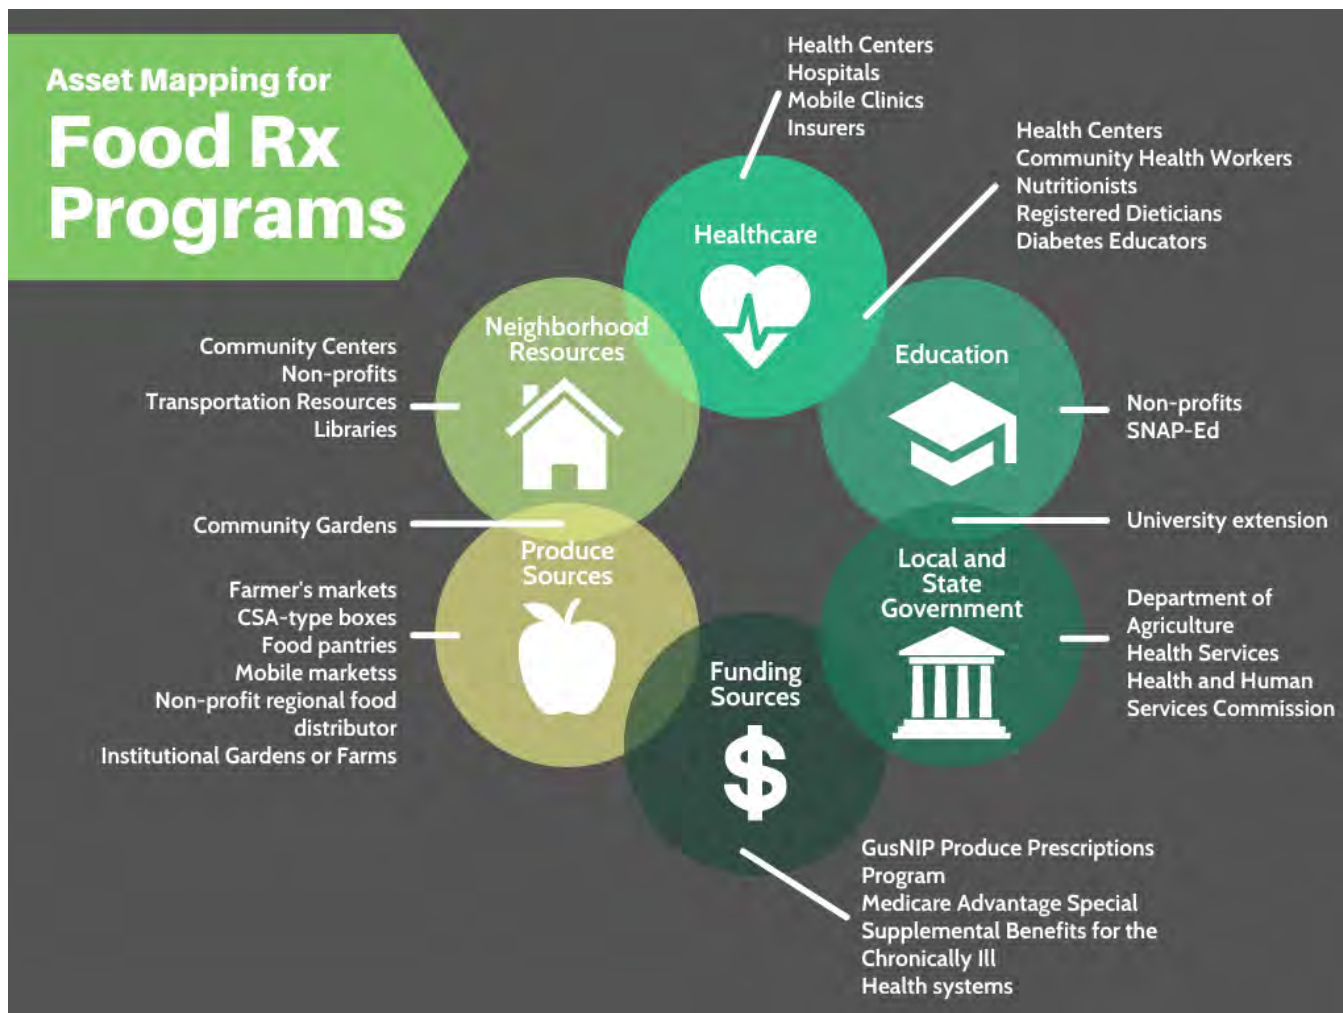 Asset Mapping for
Food Rx
Programs
Health Centers
Hospitals
Mobile Clinics
Insurers
Health Centers
Community Health Workers
Nutritionists
Registered Dieticians
Diabetes Educators
Healthcare
Neighborhood
Resources
Education
Community Centers
Non-profits
Transportation Resources
Libraries
Non-profits
SNAP-Ed
Community Gardens
University extension
Produce
Sources
Local and
State
Government
Farmer's markets
CSA-type boxes
Food pantries
Mobile marketss
Non-profit regional food
distributor
Institutional Gardens or Farms
Department of
Agriculture
Health Services
Health and Human
Services Commission
Funding
Sources
$
GusNIP Produce Prescriptions
Program
Medicare Advantage Special
Supplemental Benefits for the
Chronically Ill
Health systems